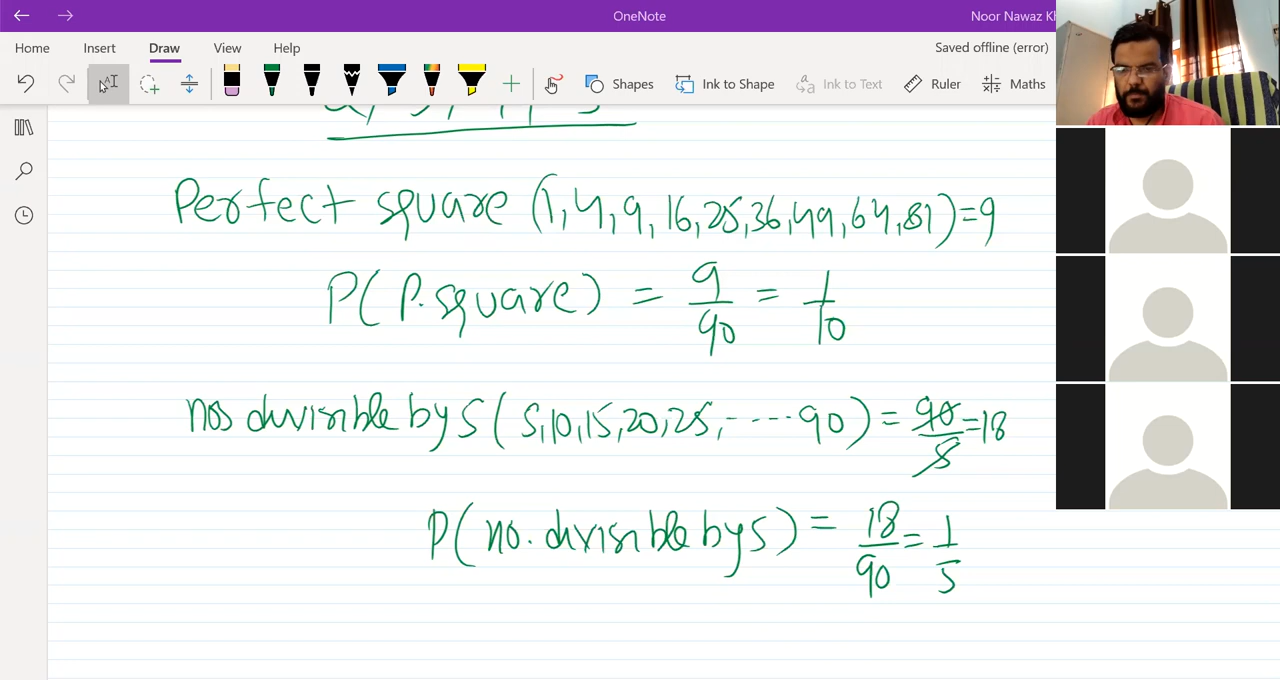 OneNote
Noor Nawaz Kh
Home Insert Draw View Help
Saved offline (error)
Shapes Ink to Shape Ink to Text Ruler Maths
Perfect square (1,4,9,16,25,36,49,64,81)=9
P(P.square) = 9/90 = 1/10
nos divisible by 5(5,10,15,20,25,-----90) = 90/5=18
P(no.divisible by 5) = 18/90=1/5